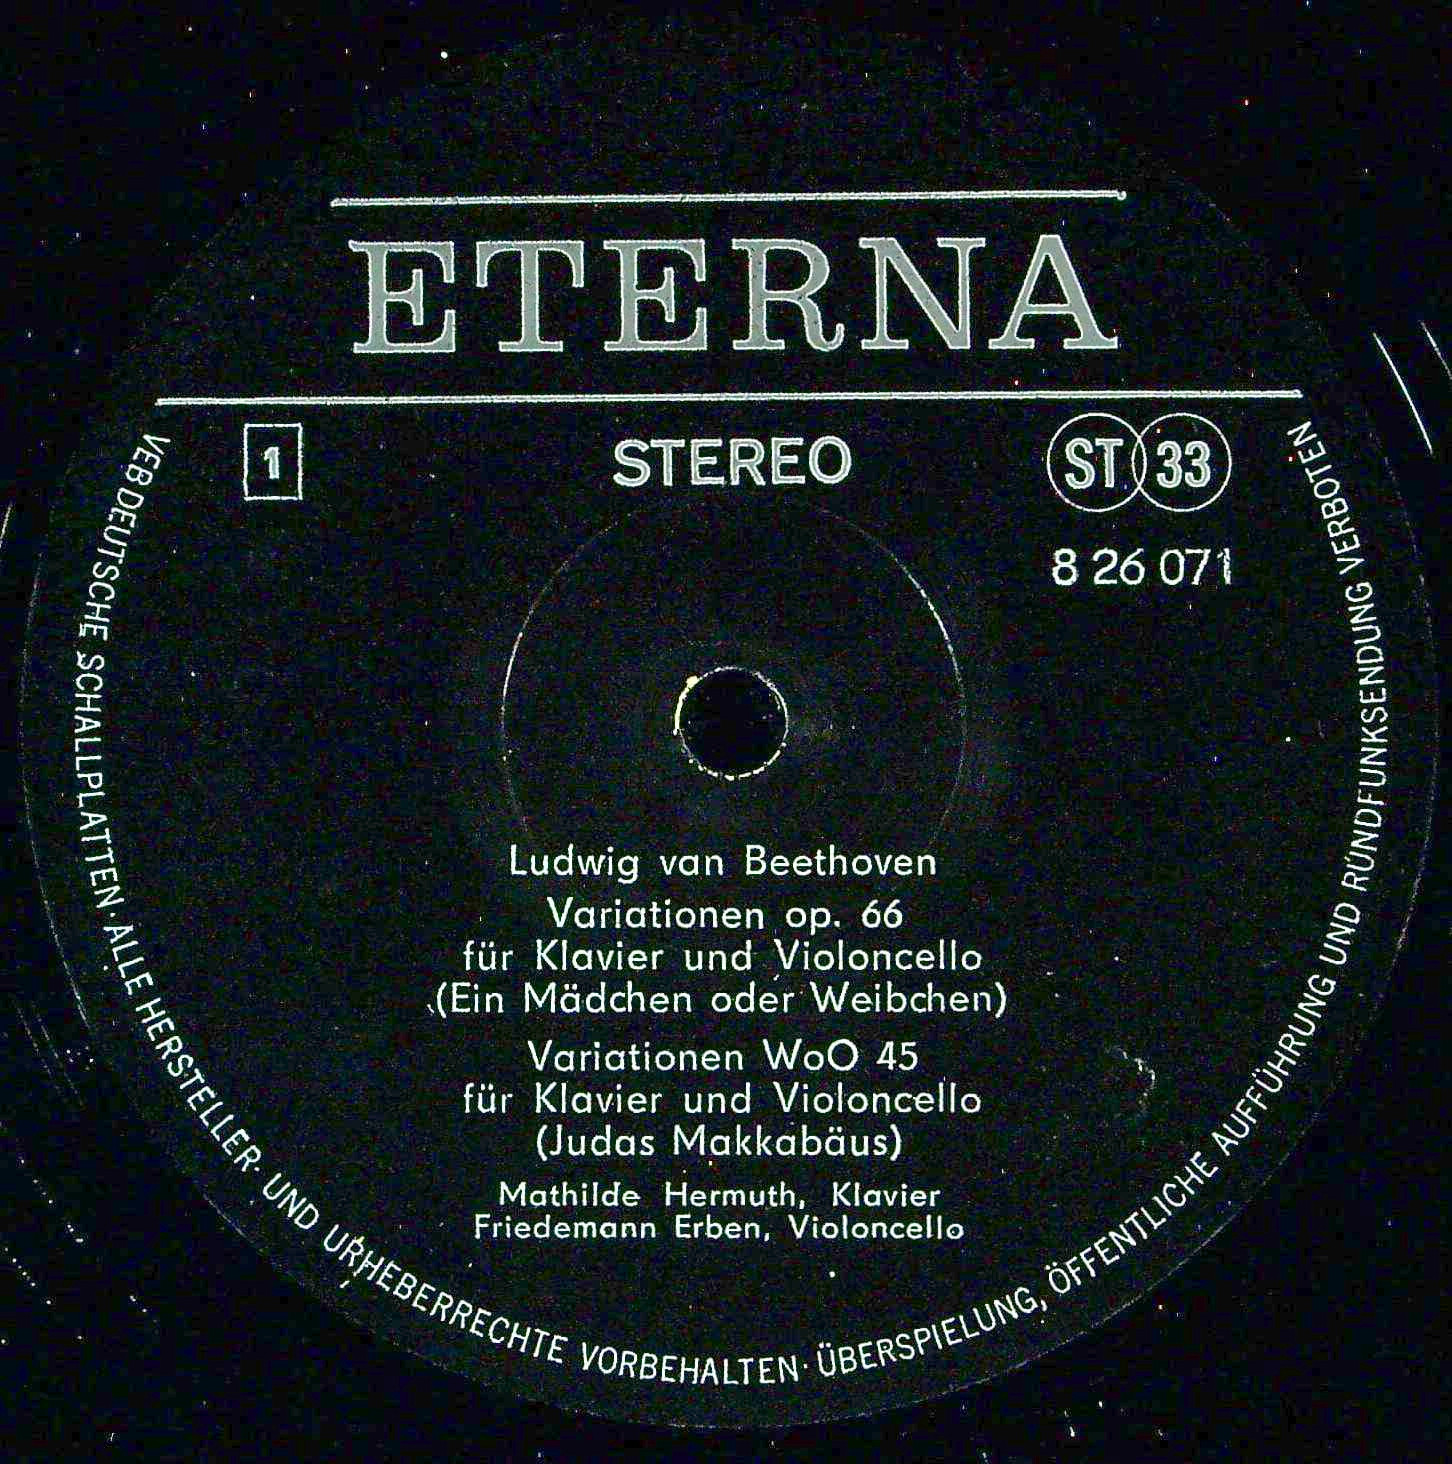 ETERNA
1
STEREO
ST 33
8 26 071
Ludwig van Beethoven
Variationen op. 66
für Klavier und Violoncello
(Ein Mädchen oder Weibchen)
Variationen WoO 45
für Klavier und Violoncello
(Judas Makkabäus)
Mathilde Hermuth, Klavier
Friedemann Erben, Violoncello
VEB DEUTSCHE SCHALLPLATTEN · ALLE HERSTELLER- UND URHEBERRECHTE VORBEHALTEN · ÜBERSPIELUNG, ÖFFENTLICHE AUFFÜHRUNG UND RUNDFUNKSENDUNG VERBOTEN